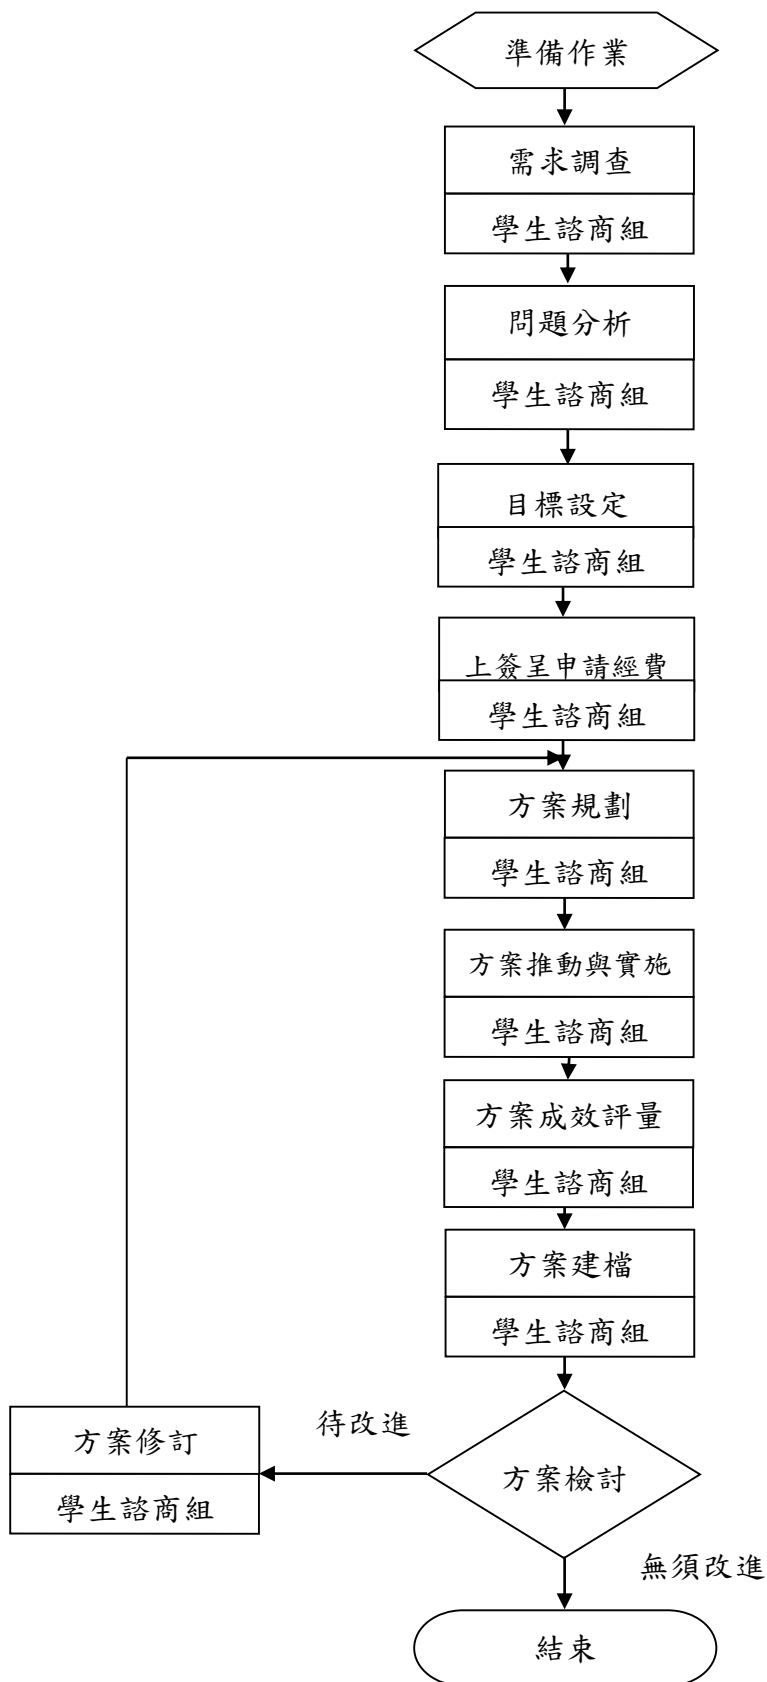 準備作業
需求調查
學生諮商組
問題分析
學生諮商組
目標設定
學生諮商組
上簽呈申請經費
學生諮商組
方案規劃
學生諮商組
方案推動與實施
學生諮商組
方案成效評量
學生諮商組
方案建檔
學生諮商組
方案檢討
待改進
方案修訂
學生諮商組
無須改進
結束